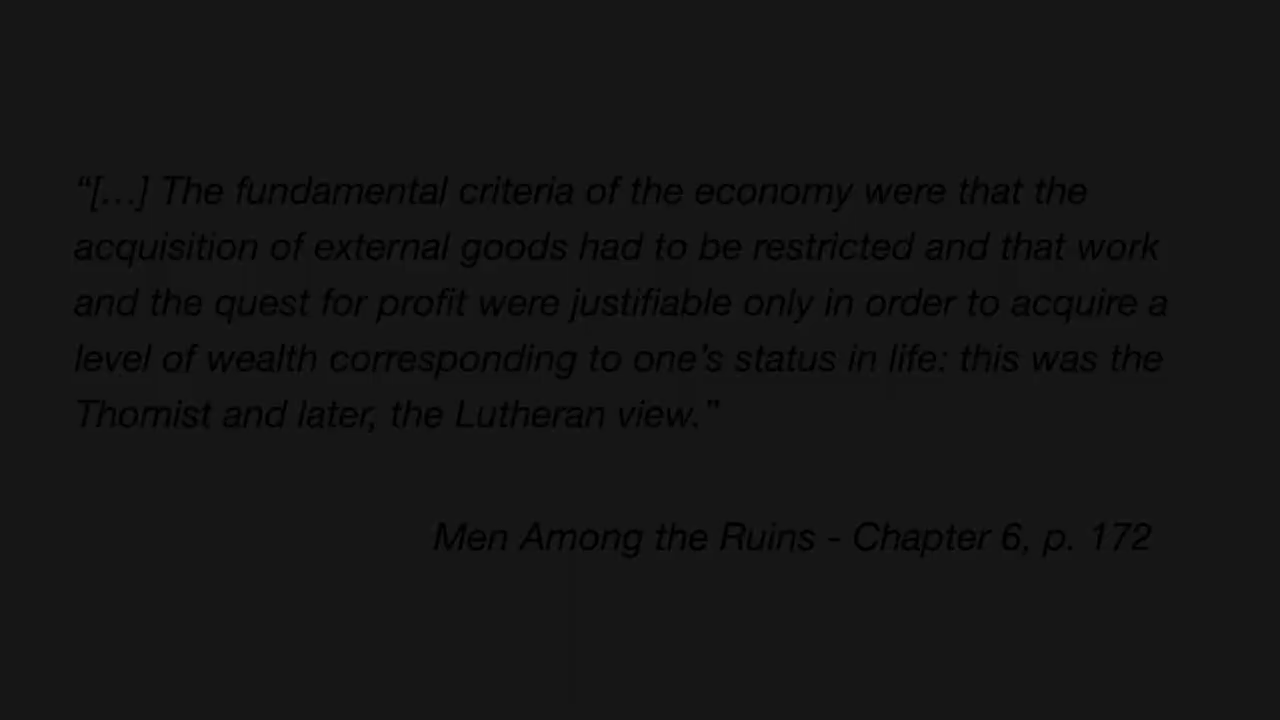 “[…] The fundamental criteria of the economy were that the
acquisition of external goods had to be restricted and that work
and the quest for profit were justifiable only in order to acquire a
level of wealth corresponding to one’s status in life: this was the
Thomist and later, the Lutheran view.”
Men Among the Ruins - Chapter 6, p. 172